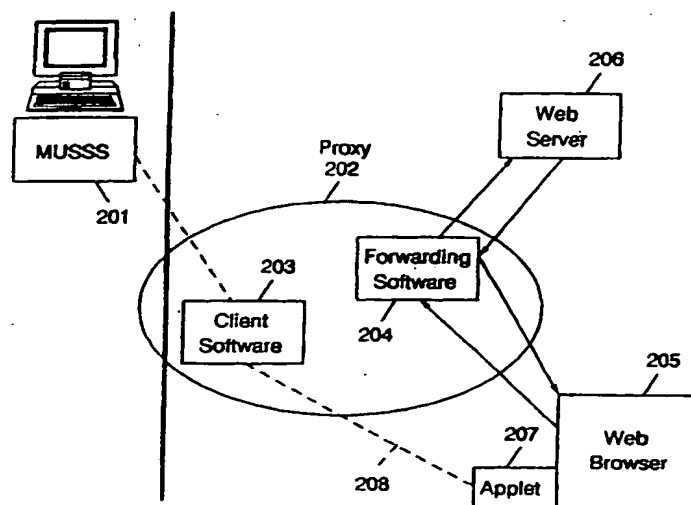 206
Web
Server
MUSSS
201
Proxy
202
203
Client
Software
Forwarding
Software
204
205
Web
Browser
207
Applet
208